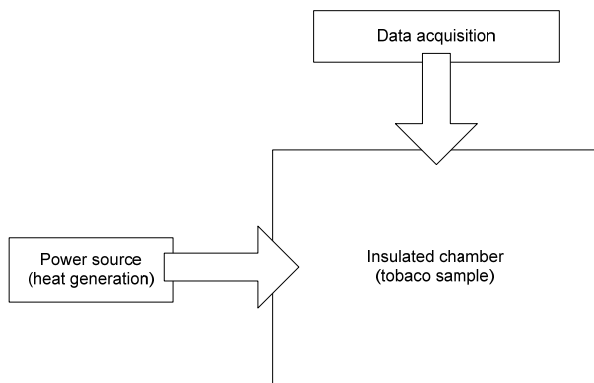 Data acquisition
Power source
(heat generation)
Insulated chamber
(tobaco sample)